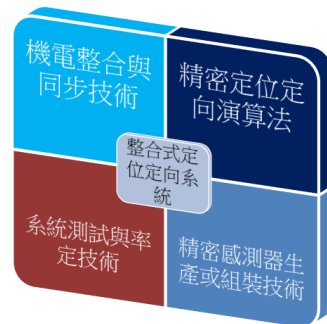 機電整合與
同步技術
精密定位定
向演算法
整合式定
位定向系
統
系統測試與率
定技術
精密感測器生
產或組裝技術